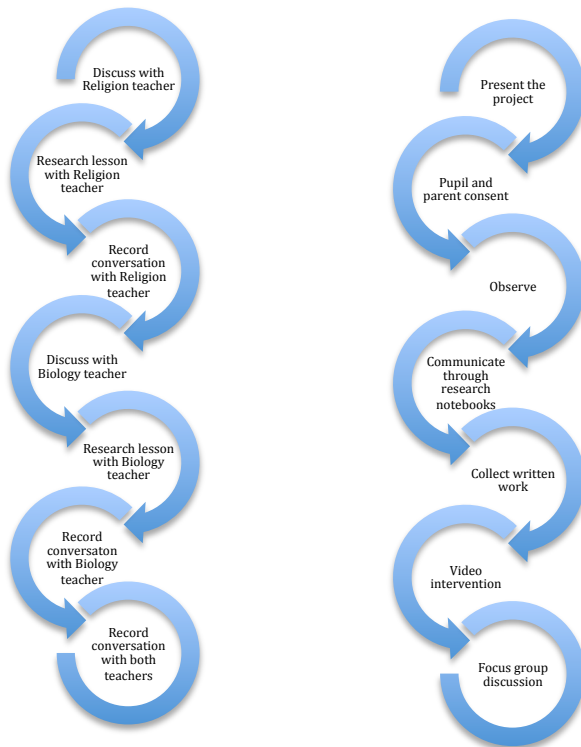 Discuss with
Religion teacher
Research lesson
with Religion
teacher
Record
conversation
with Religion
teacher
Discuss with
Biology teacher
Research lesson
with Biology
teacher
Record
conversaton
with Biology
teacher
Record
conversation
with both
teachers
Present the
project
Pupil and
parent consent
Observe
Communicate
through
research
notebooks
Collect written
work
Video
intervention
Focus group
discussion